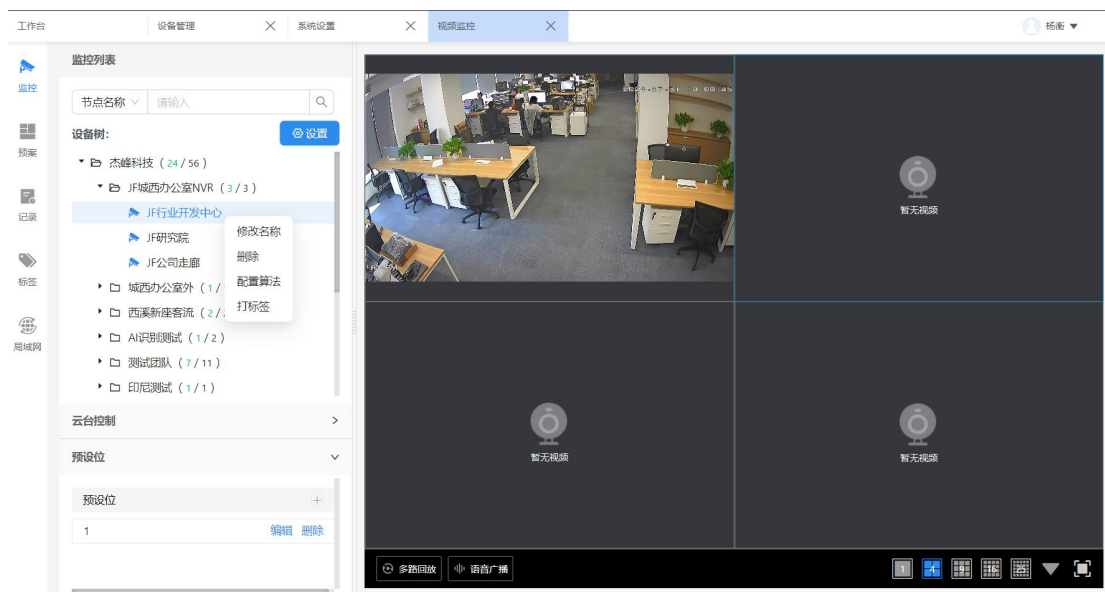 工作台
设备管理
系统设置
视频监控
杨衡
监控
预案
记录
标签
局域网
监控列表
节点名称
请输入
设备树:
设置
杰峰科技（24/56）
JF城西办公室NVR（3/3）
JF行业开发中心
JF研究院
JF公司走廊
城西办公室外（1/
西溪新座客流（2/
AI识别测试（1/2）
测试团队（7/11）
印尼测试（1/1）
修改名称
删除
配置算法
打标签
云台控制
预设位
预设位
1
编辑 删除
暂无视频
暂无视频
暂无视频
多路回放
语音广播
1
4
9
16
25